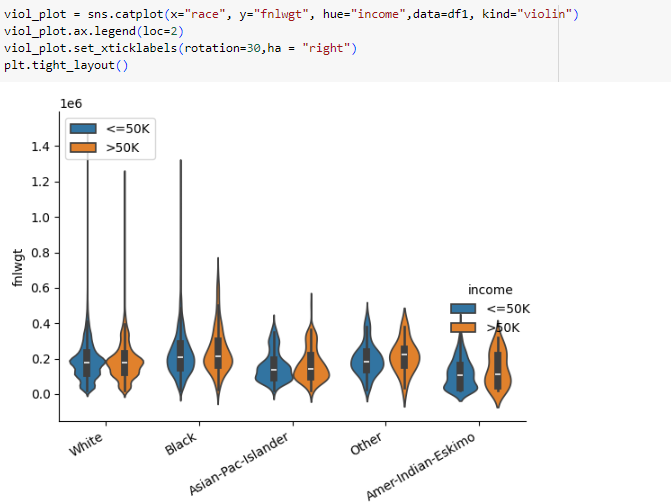 viol_plot = sns.catplot(x="race", y="fnlwgt", hue="income",data=df1, kind="violin")
viol_plot.ax.legend(loc=2)
viol_plot.set_xticklabels(rotation=30,ha = "right")
plt.tight_layout()
1e6
<=50K
>50K
1.4
1.2
1.0
0.8
0.6
0.4
0.2
0.0
fnlwgt
income
<=50K
>50K
White
Black
Asian-Pac-Islander
Other
Amer-Indian-Eskimo